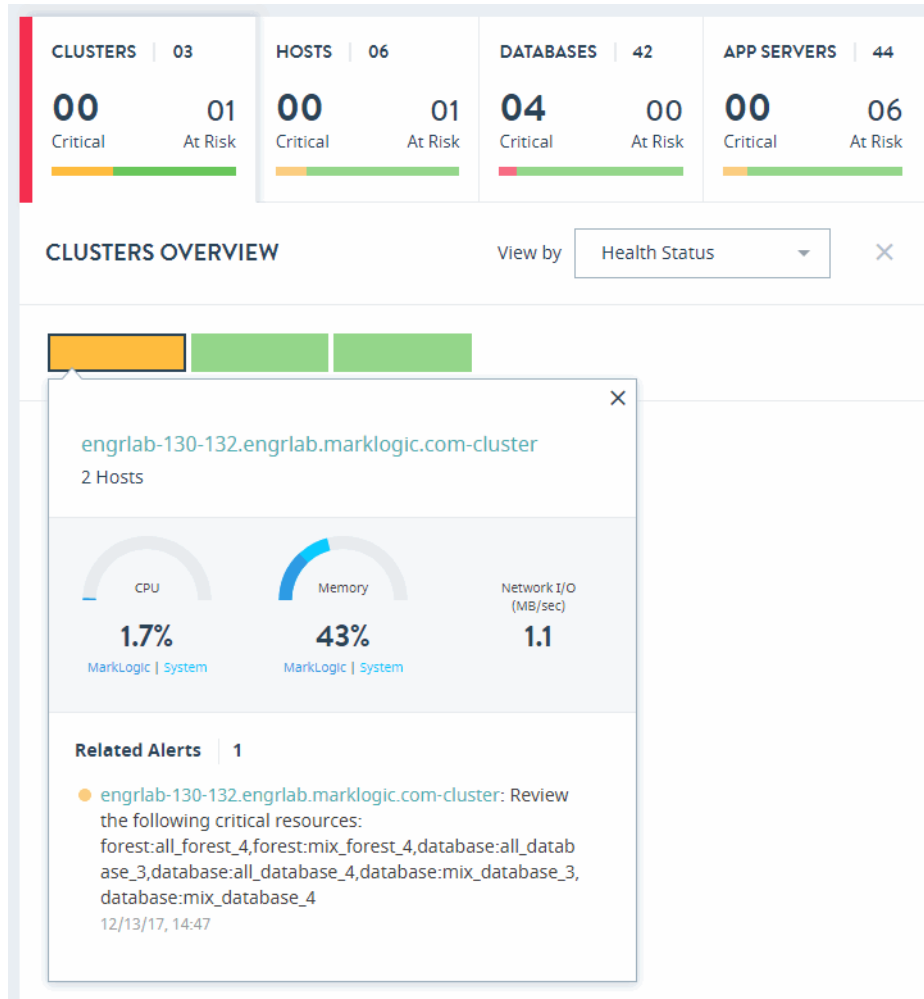 CLUSTERS 03
HOSTS 06
DATABASES 42
APP SERVERS 44
00 01
Critical At Risk
00 01
Critical At Risk
04 00
Critical At Risk
00 06
Critical At Risk
CLUSTERS OVERVIEW
View by Health Status
engrlab-130-132.engrlab.marklogic.com-cluster
2 Hosts
CPU
1.7%
MarkLogic | System
Memory
43%
MarkLogic | System
Network I/O
(MB/sec)
1.1
Related Alerts 1
engrlab-130-132.engrlab.marklogic.com-cluster: Review
the following critical resources:
forest:all_forest_4,forest:mix_forest_4,database:all_datab
ase_3,database:all_database_4,database:mix_database_3,
database:mix_database_4
12/13/17, 14:47